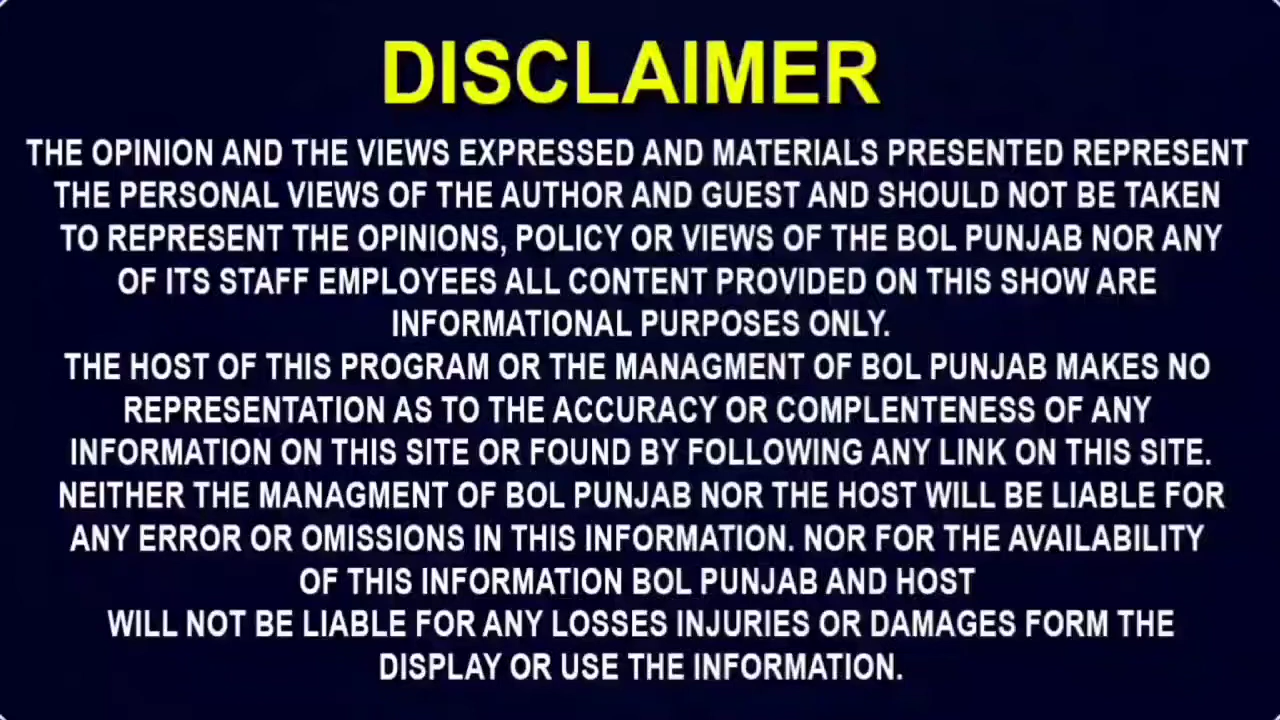 DISCLAIMER
THE OPINION AND THE VIEWS EXPRESSED AND MATERIALS PRESENTED REPRESENT
THE PERSONAL VIEWS OF THE AUTHOR AND GUEST AND SHOULD NOT BE TAKEN
TO REPRESENT THE OPINIONS, POLICY OR VIEWS OF THE BOL PUNJAB NOR ANY
OF ITS STAFF EMPLOYEES ALL CONTENT PROVIDED ON THIS SHOW ARE
INFORMATIONAL PURPOSES ONLY.
THE HOST OF THIS PROGRAM OR THE MANAGMENT OF BOL PUNJAB MAKES NO
REPRESENTATION AS TO THE ACCURACY OR COMPLENTENESS OF ANY
INFORMATION ON THIS SITE OR FOUND BY FOLLOWING ANY LINK ON THIS SITE.
NEITHER THE MANAGMENT OF BOL PUNJAB NOR THE HOST WILL BE LIABLE FOR
ANY ERROR OR OMISSIONS IN THIS INFORMATION. NOR FOR THE AVAILABILITY
OF THIS INFORMATION BOL PUNJAB AND HOST
WILL NOT BE LIABLE FOR ANY LOSSES INJURIES OR DAMAGES FORM THE
DISPLAY OR USE THE INFORMATION.